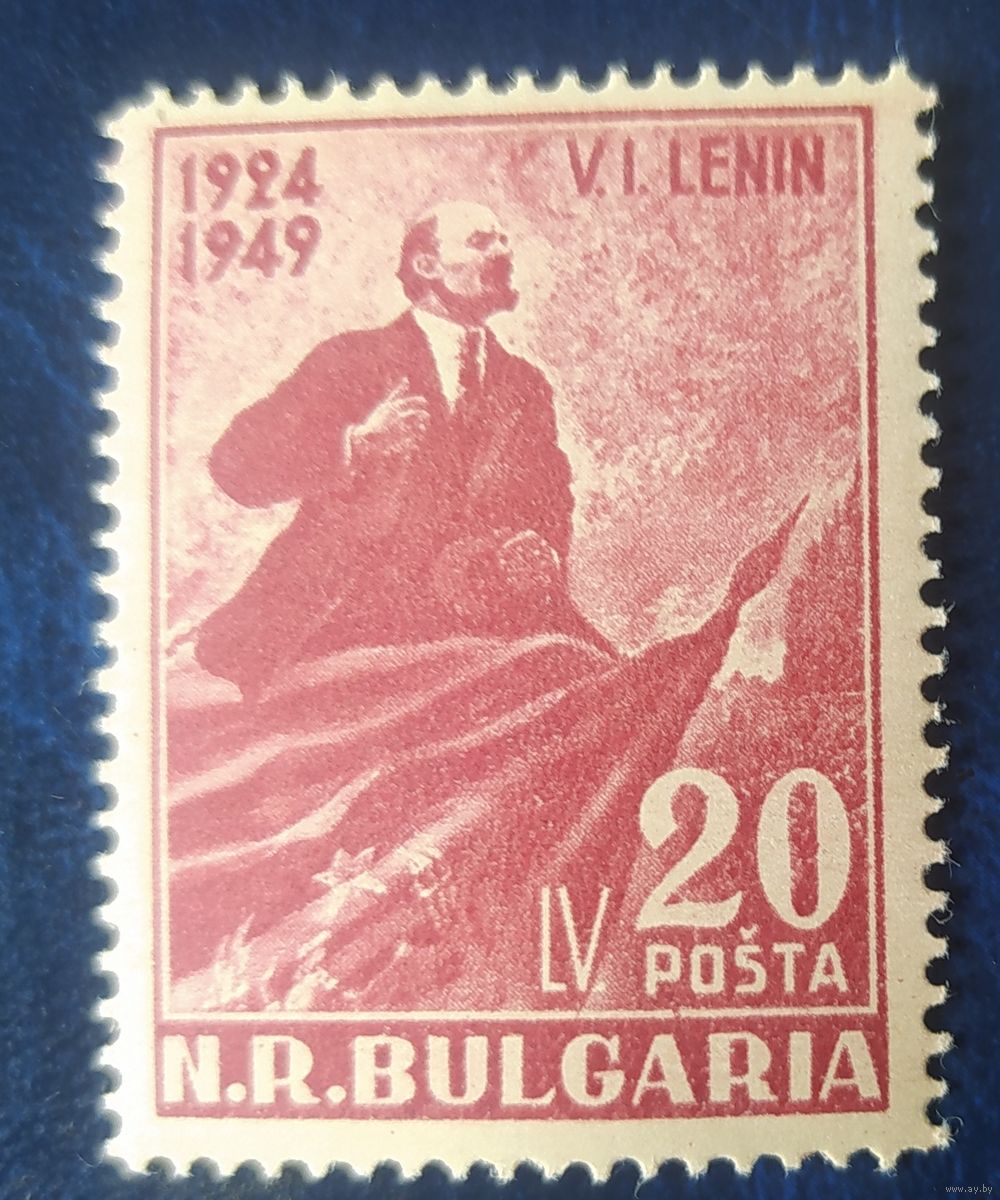 1924
1949
V. I. LENIN
20
LV. POŠTA
N.R.BULGARIA
www.ay.by